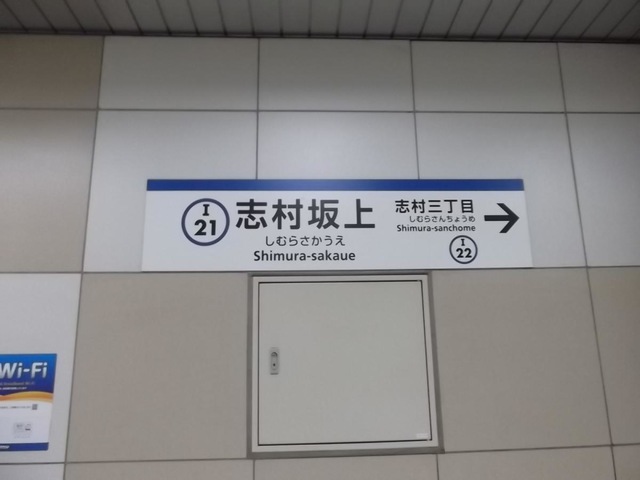 I
21
志村坂上
しむらさかうえ
Shimura-sakaue
志村三丁目
しむらさんちょうめ
Shimura-sanchome
I
22
Wi-Fi